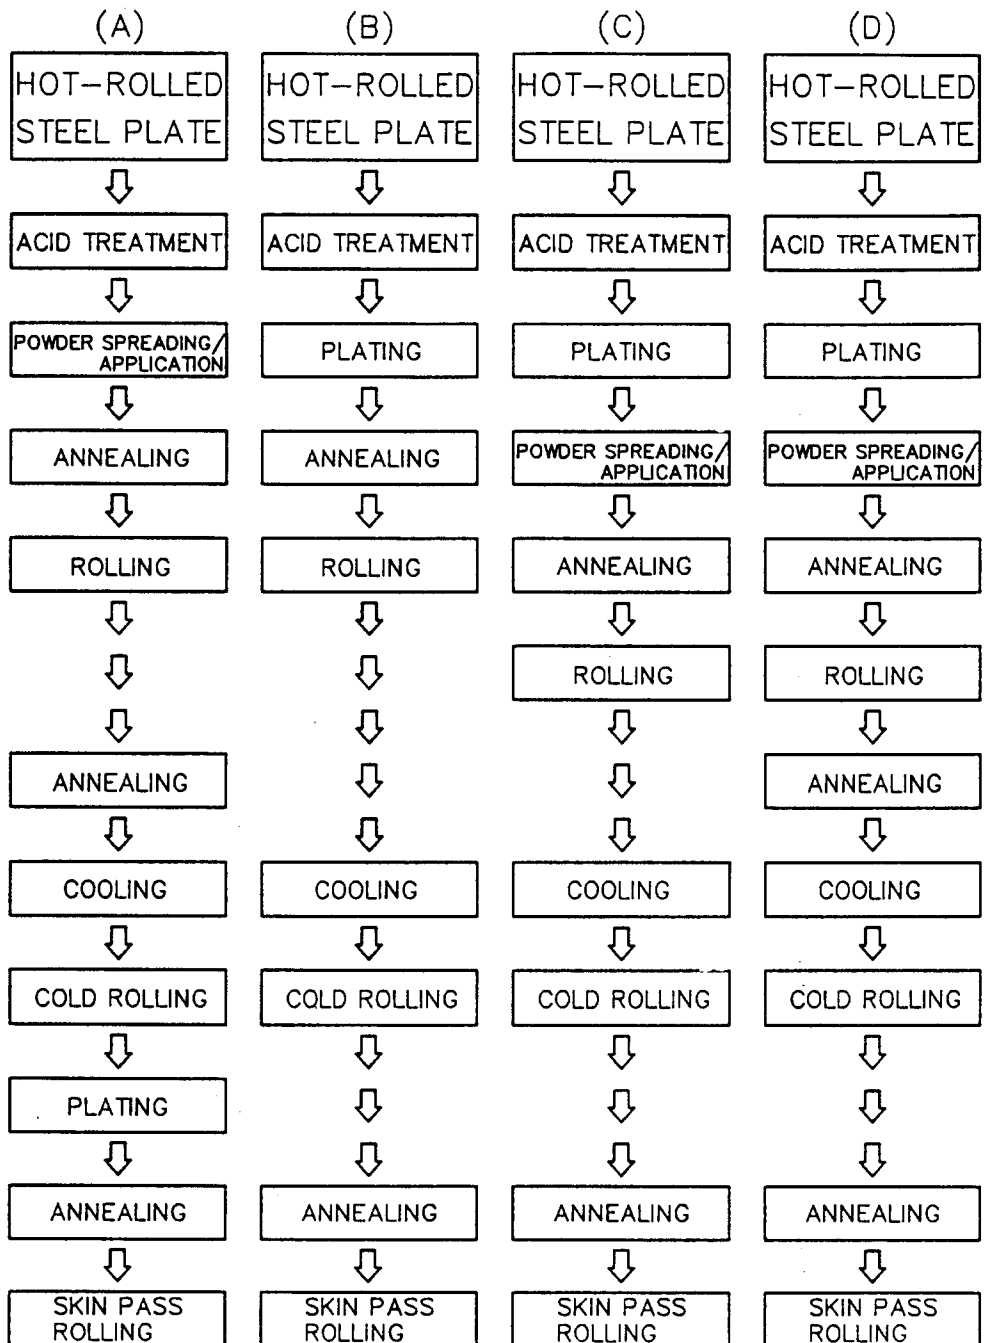 (A)
HOT-ROLLED
STEEL PLATE
ACID TREATMENT
POWDER SPREADING/
APPLICATION
ANNEALING
ROLLING
ANNEALING
COOLING
COLD ROLLING
PLATING
ANNEALING
SKIN PASS
ROLLING
(B)
HOT-ROLLED
STEEL PLATE
ACID TREATMENT
PLATING
ANNEALING
ROLLING
COOLING
COLD ROLLING
ANNEALING
SKIN PASS
ROLLING
(C)
HOT-ROLLED
STEEL PLATE
ACID TREATMENT
PLATING
POWDER SPREADING/
APPLICATION
ANNEALING
ROLLING
COOLING
COLD ROLLING
ANNEALING
SKIN PASS
ROLLING
(D)
HOT-ROLLED
STEEL PLATE
ACID TREATMENT
PLATING
POWDER SPREADING/
APPLICATION
ANNEALING
ROLLING
ANNEALING
COOLING
COLD ROLLING
ANNEALING
SKIN PASS
ROLLING